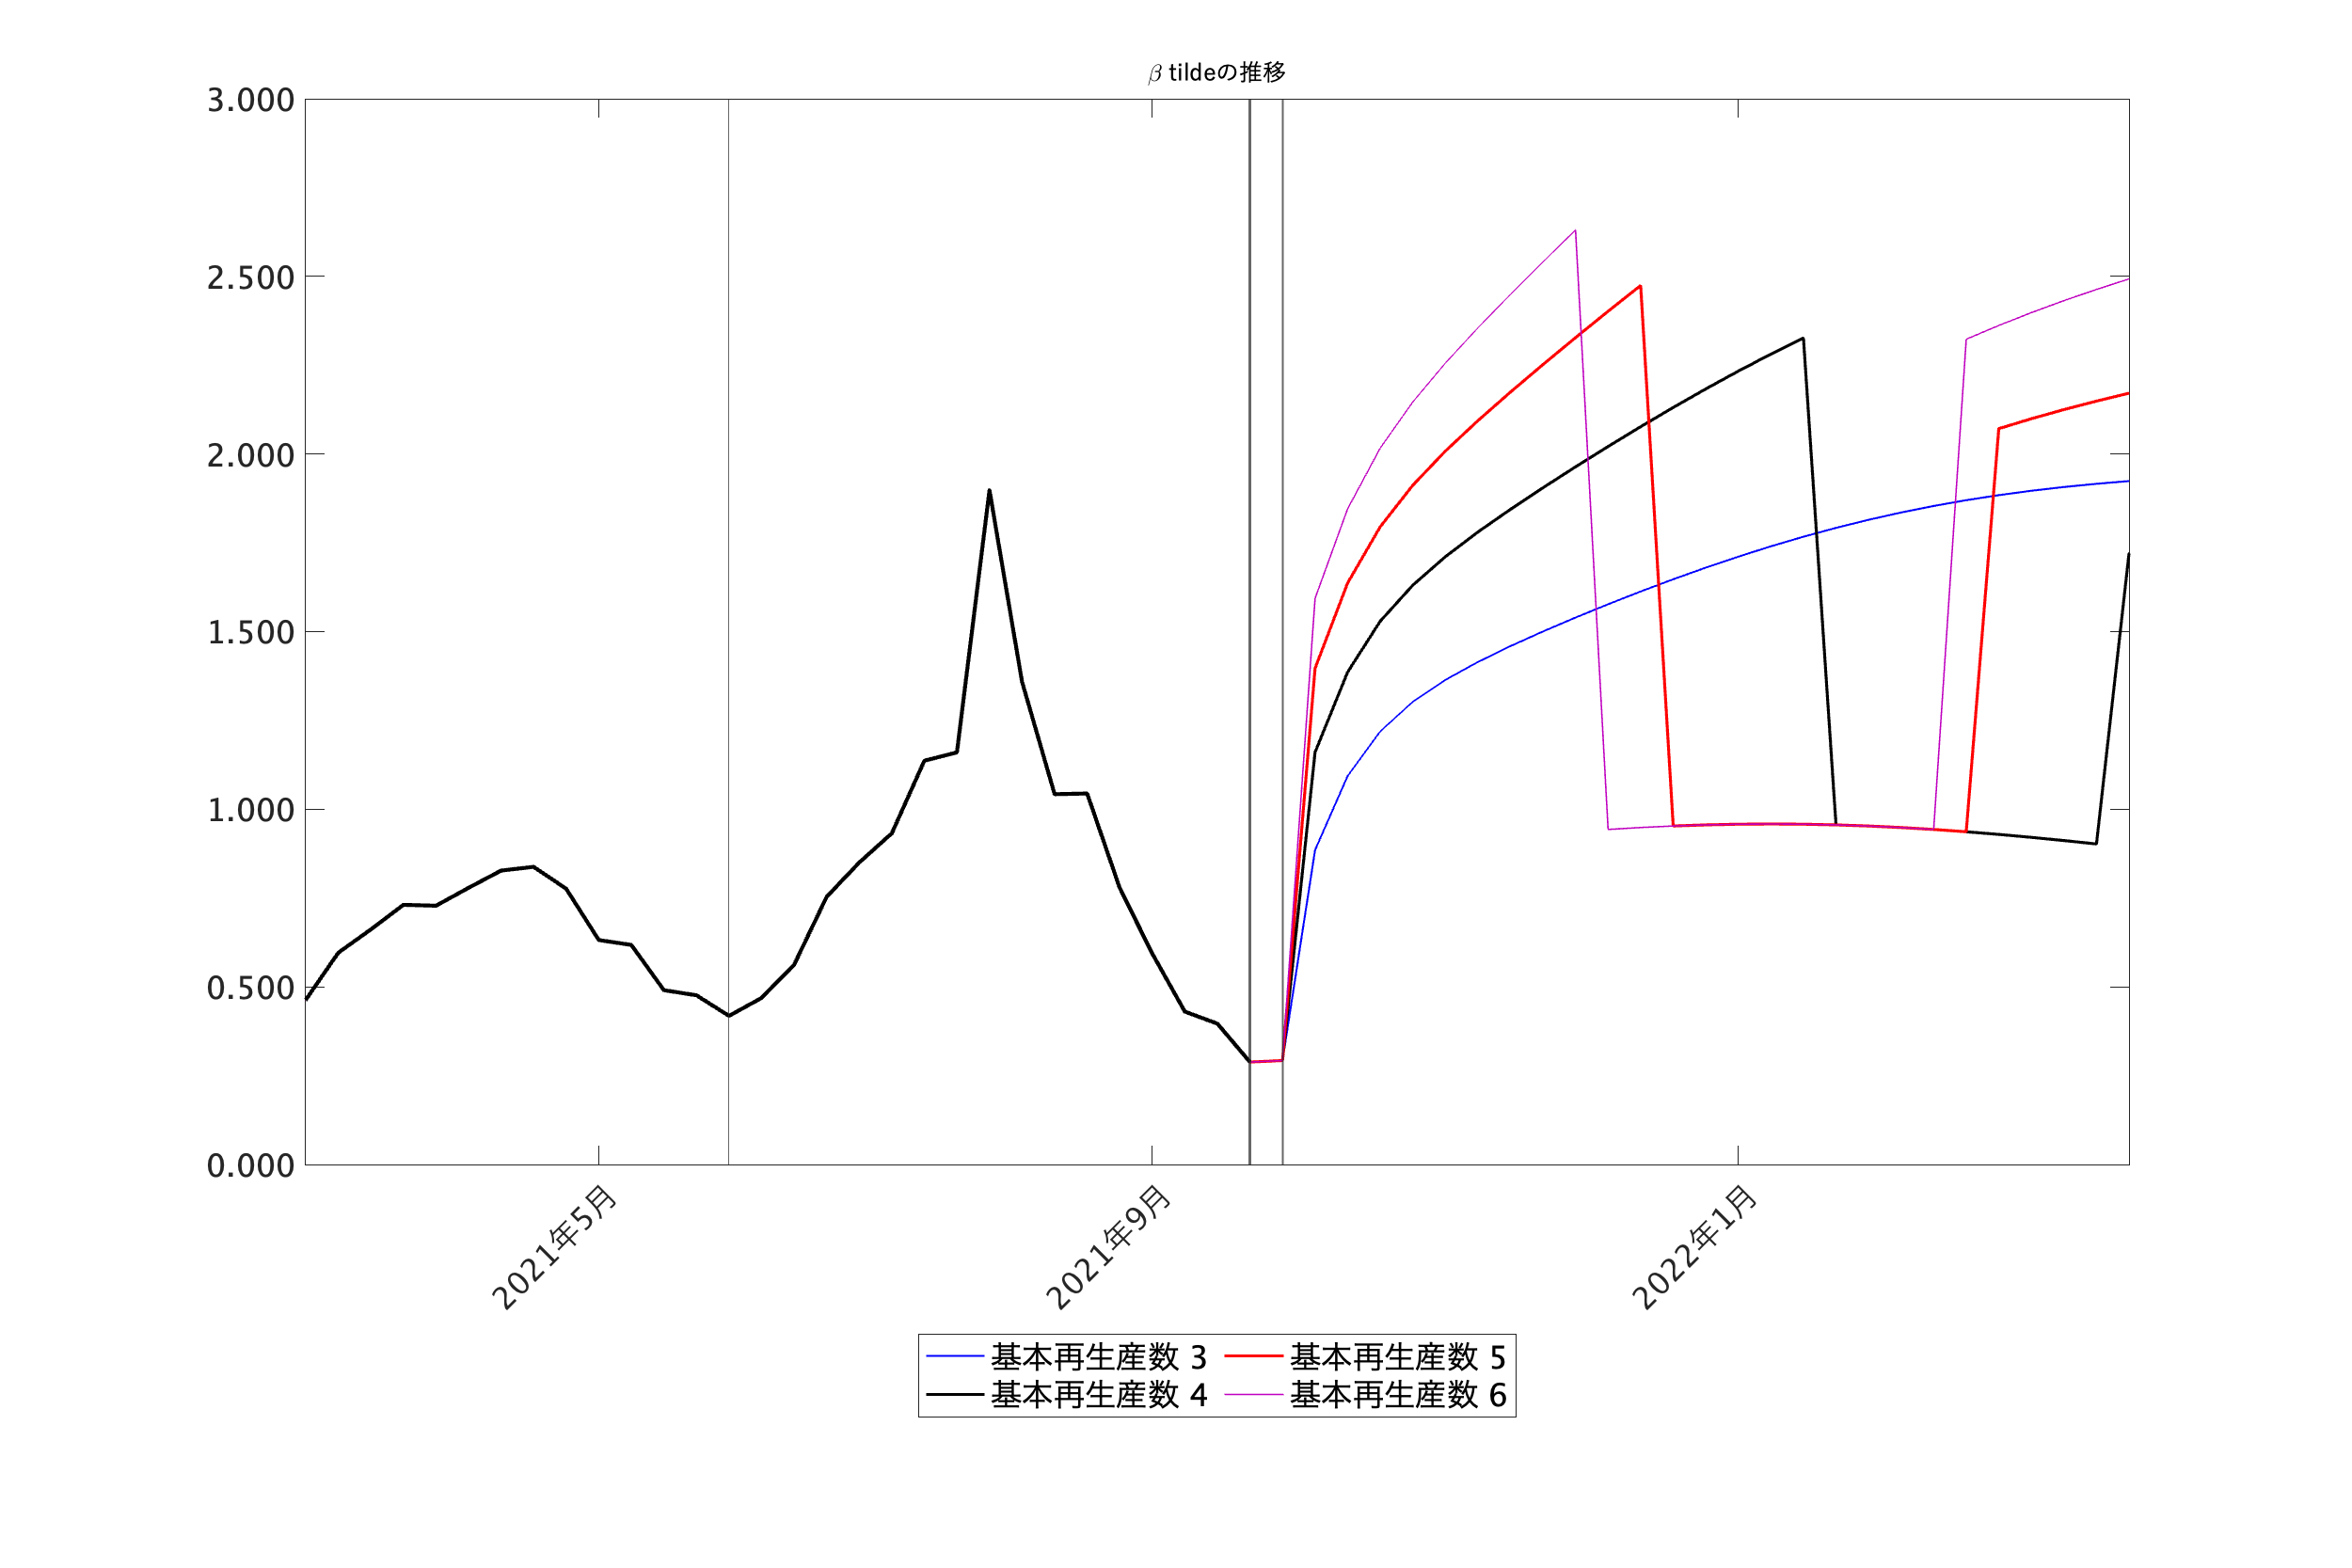 β tildeの推移
3.000
2.500
2.000
1.500
1.000
0.500
0.000
2021年5月
2021年9月
2022年1月
基本再生産数 3
基本再生産数 5
基本再生産数 4
基本再生産数 6